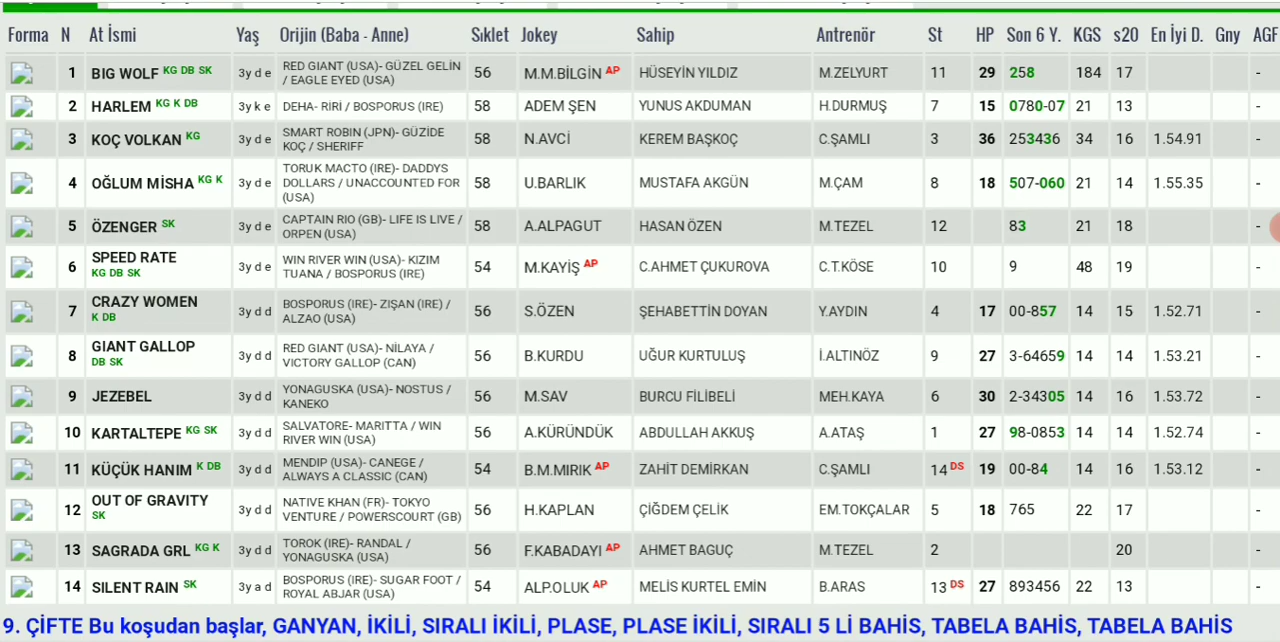 Forma N At İsmi Yaş Orijin (Baba - Anne) Sıklet Jokey Sahip Antrenör St HP Son 6 Y. KGS s20 En İyi D. Gny AGF
1 BIG WOLF KG DB SK 3y d e RED GIANT (USA)- GÜZEL GELİN / EAGLE EYED (USA) 56 M.M.BİLGİN AP HÜSEYİN YILDIZ M.ZELYURT 11 29 258 184 17 -
2 HARLEM KG K DB 3y k e DEHA- RIRI / BOSPORUS (IRE) 58 ADEM ŞEN YUNUS AKDUMAN H.DURMUŞ 7 15 0780-07 21 13 -
3 KOÇ VOLKAN KG 3y d e SMART ROBIN (JPN)- GÜZİDE KOÇ / SHERIFF 58 N.AVCİ KEREM BAŞKOÇ C.ŞAMLI 3 36 253436 34 16 1.54.91 -
4 OĞLUM MİSHA KG K 3y d e TORUK MACTO (IRE)- DADDYS DOLLARS / UNACCOUNTED FOR (USA) 58 U.BARLIK MUSTAFA AKGÜN M.ÇAM 8 18 507-060 21 14 1.55.35 -
5 ÖZENGER SK 3y d e CAPTAIN RIO (GB)- LIFE IS LIVE / ORPEN (USA) 58 A.ALPAGUT HASAN ÖZEN M.TEZEL 12 83 21 18 -
6 SPEED RATE KG DB SK 3y d e WIN RIVER WIN (USA)- KIZIM TUANA / BOSPORUS (IRE) 54 M.KAYİŞ AP C.AHMET ÇUKUROVA C.T.KÖSE 10 9 48 19 -
7 CRAZY WOMEN K DB 3y d d BOSPORUS (IRE)- ZIŞAN (IRE) / ALZAO (USA) 56 S.ÖZEN ŞEHABETTİN DOYAN Y.AYDIN 4 17 00-857 14 15 1.52.71 -
8 GIANT GALLOP DB SK 3y d d RED GIANT (USA)- NİLAYA / VICTORY GALLOP (CAN) 56 B.KURDU UĞUR KURTULUŞ İ.ALTINÖZ 9 27 3-64659 14 14 1.53.21 -
9 JEZEBEL 3y d d YONAGUSKA (USA)- NOSTUS / KANEKO 56 M.SAV BURCU FİLİBELİ MEH.KAYA 6 30 2-34305 14 16 1.53.72 -
10 KARTALTEPE KG SK 3y d d SALVATORE- MARITTA / WIN RIVER WIN (USA) 56 A.KÜRÜNDÜK ABDULLAH AKKUŞ A.ATAŞ 1 27 98-0853 14 14 1.52.74 -
11 KÜÇÜK HANIM K DB 3y d d MENDIP (USA)- CANEGE / ALWAYS A CLASSIC (CAN) 54 B.M.MIRIK AP ZAHİT DEMİRKAN C.ŞAMLI 14 DS 19 00-84 14 16 1.53.12 -
12 OUT OF GRAVITY SK 3y d d NATIVE KHAN (FR)- TOKYO VENTURE / POWERSCOURT (GB) 56 H.KAPLAN ÇİĞDEM ÇELİK EM.TOKÇALAR 5 18 765 22 17 -
13 SAGRADA GRL KG K 3y d d TOROK (IRE)- RANDAL / YONAGUSKA (USA) 56 F.KABADAYI AP AHMET BAGUÇ M.TEZEL 2 20 -
14 SILENT RAIN SK 3y a d BOSPORUS (IRE)- SUGAR FOOT / ROYAL ABJAR (USA) 54 ALP.OLUK AP MELİS KURTEL EMİN B.ARAS 13 DS 27 893456 22 13 -
9. ÇİFTE Bu koşudan başlar, GANYAN, İKİLİ, SIRALI İKİLİ, PLASE, PLASE İKİLİ, SIRALI 5 Lİ BAHİS, TABELA BAHİS, TABELA BAHİS